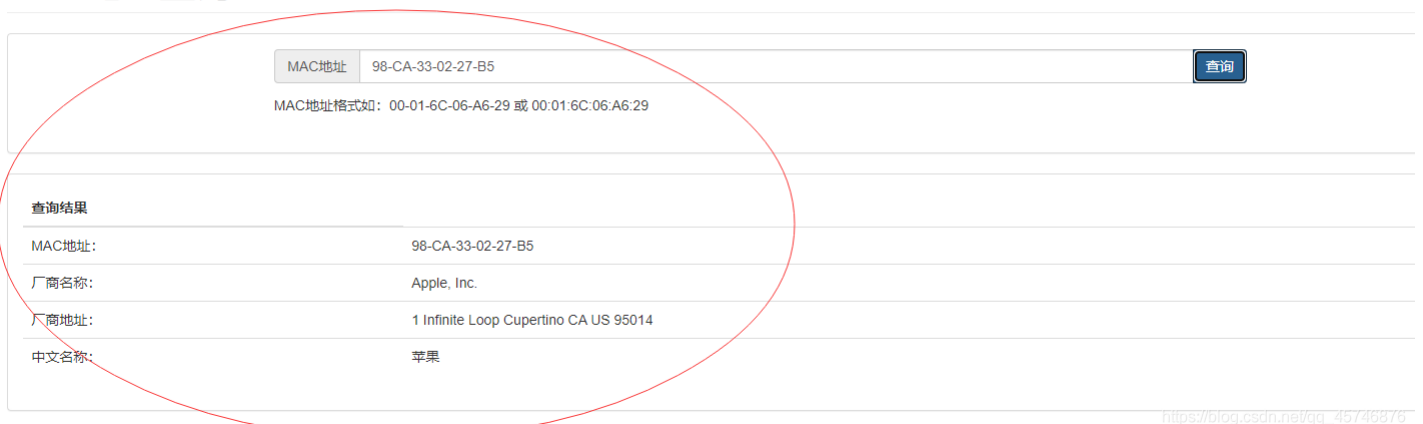 MAC地址 98-CA-33-02-27-B5 查询
MAC地址格式如：00-01-6C-06-A6-29 或 00:01:6C:06:A6:29
查询结果
MAC地址： 98-CA-33-02-27-B5
厂商名称： Apple, Inc.
厂商地址： 1 Infinite Loop Cupertino CA US 95014
中文名称： 苹果
https://blog.csdn.net/qq_45746876